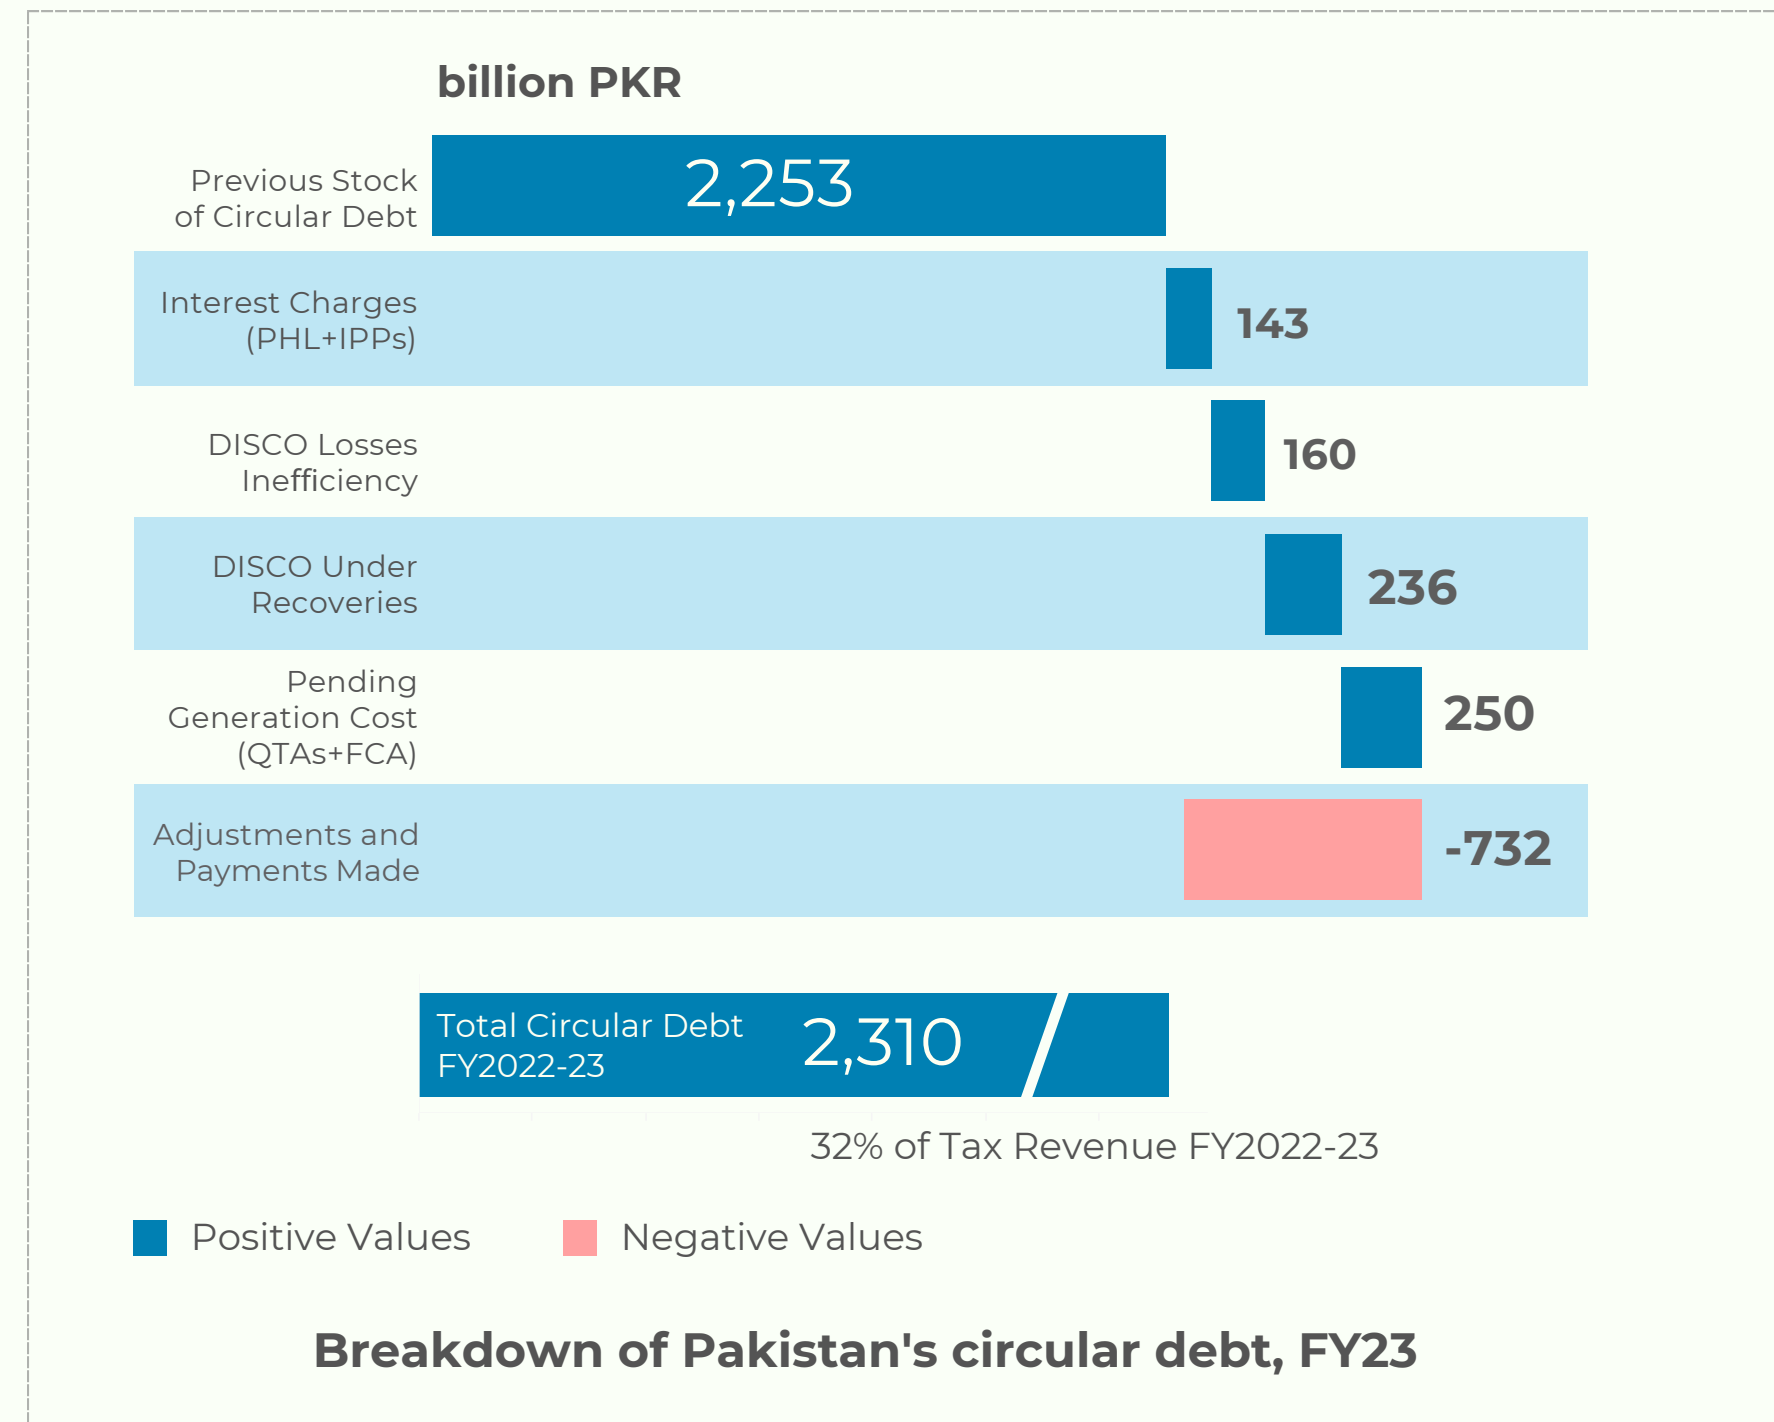 billion PKR
Previous Stock
of Circular Debt
2,253
Interest Charges
(PHL+IPPs)
143
DISCO Losses
Inefficiency
160
DISCO Under
Recoveries
236
Pending
Generation Cost
(QTAs+FCA)
250
Adjustments and
Payments Made
-732
Total Circular Debt
FY2022-23
2,310
32% of Tax Revenue FY2022-23
Positive Values
Negative Values
Breakdown of Pakistan's circular debt, FY23